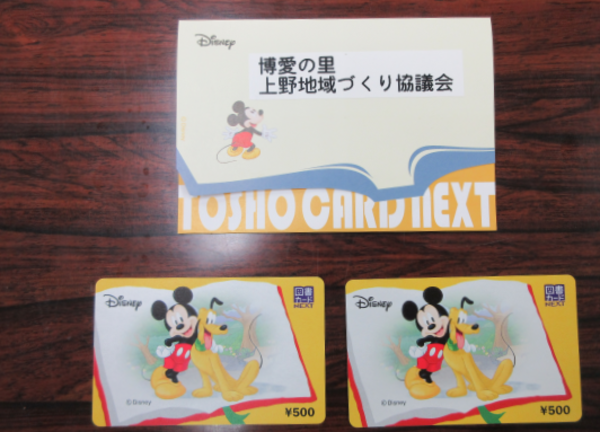 Disney
博愛の里
上野地域づくり協議会
TOSHO CARD NEXT
Disney
図書
カード
NEXT
©Disney
¥500
Disney
図書
カード
NEXT
©Disney
¥500